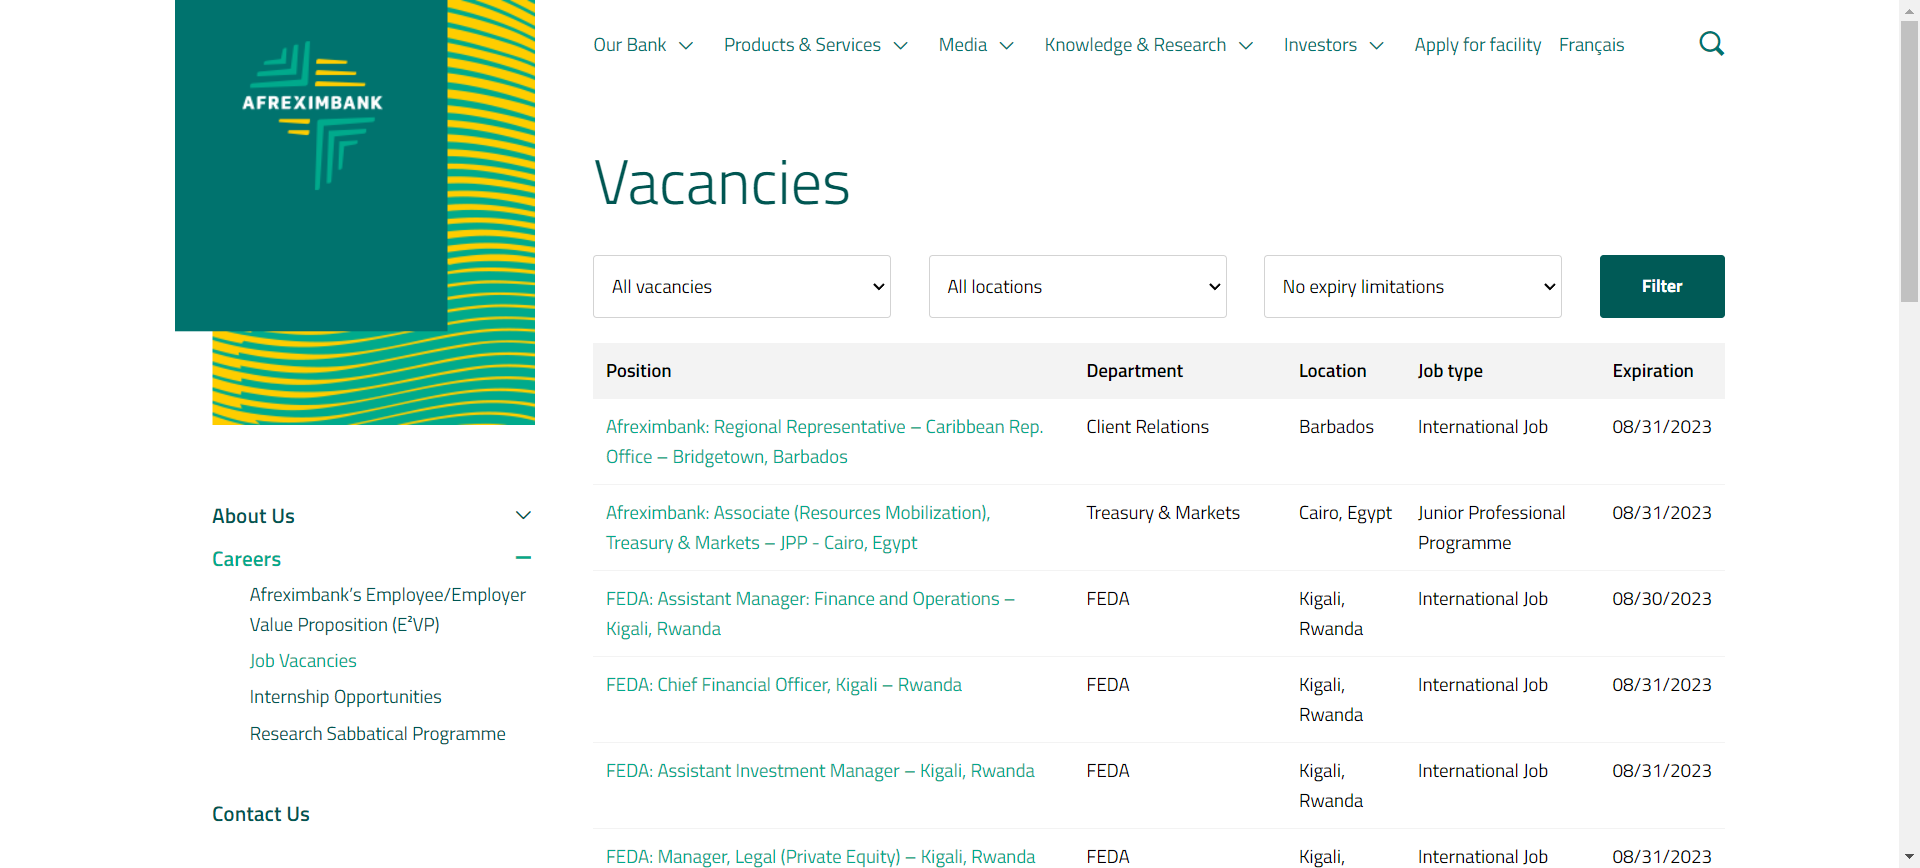 AFREXIMBANK
Our Bank
Products & Services
Media
Knowledge & Research
Investors
Apply for facility
Français
Vacancies
All vacancies
All locations
No expiry limitations
Filter
Position Department Location Job type Expiration
Afreximbank: Regional Representative – Caribbean Rep. Client Relations Barbados International Job 08/31/2023
Office – Bridgetown, Barbados
Afreximbank: Associate (Resources Mobilization), Treasury & Markets Cairo, Egypt Junior Professional 08/31/2023
Treasury & Markets – JPP - Cairo, Egypt Programme
FEDA: Assistant Manager: Finance and Operations – FEDA Kigali, International Job 08/30/2023
Kigali, Rwanda Rwanda
FEDA: Chief Financial Officer, Kigali – Rwanda FEDA Kigali, International Job 08/31/2023
Rwanda
FEDA: Assistant Investment Manager – Kigali, Rwanda FEDA Kigali, International Job 08/31/2023
Rwanda
FEDA: Manager, Legal (Private Equity) – Kigali, Rwanda FEDA Kigali, International Job 08/31/2023
About Us
Careers
Afreximbank’s Employee/Employer
Value Proposition (E²VP)
Job Vacancies
Internship Opportunities
Research Sabbatical Programme
Contact Us